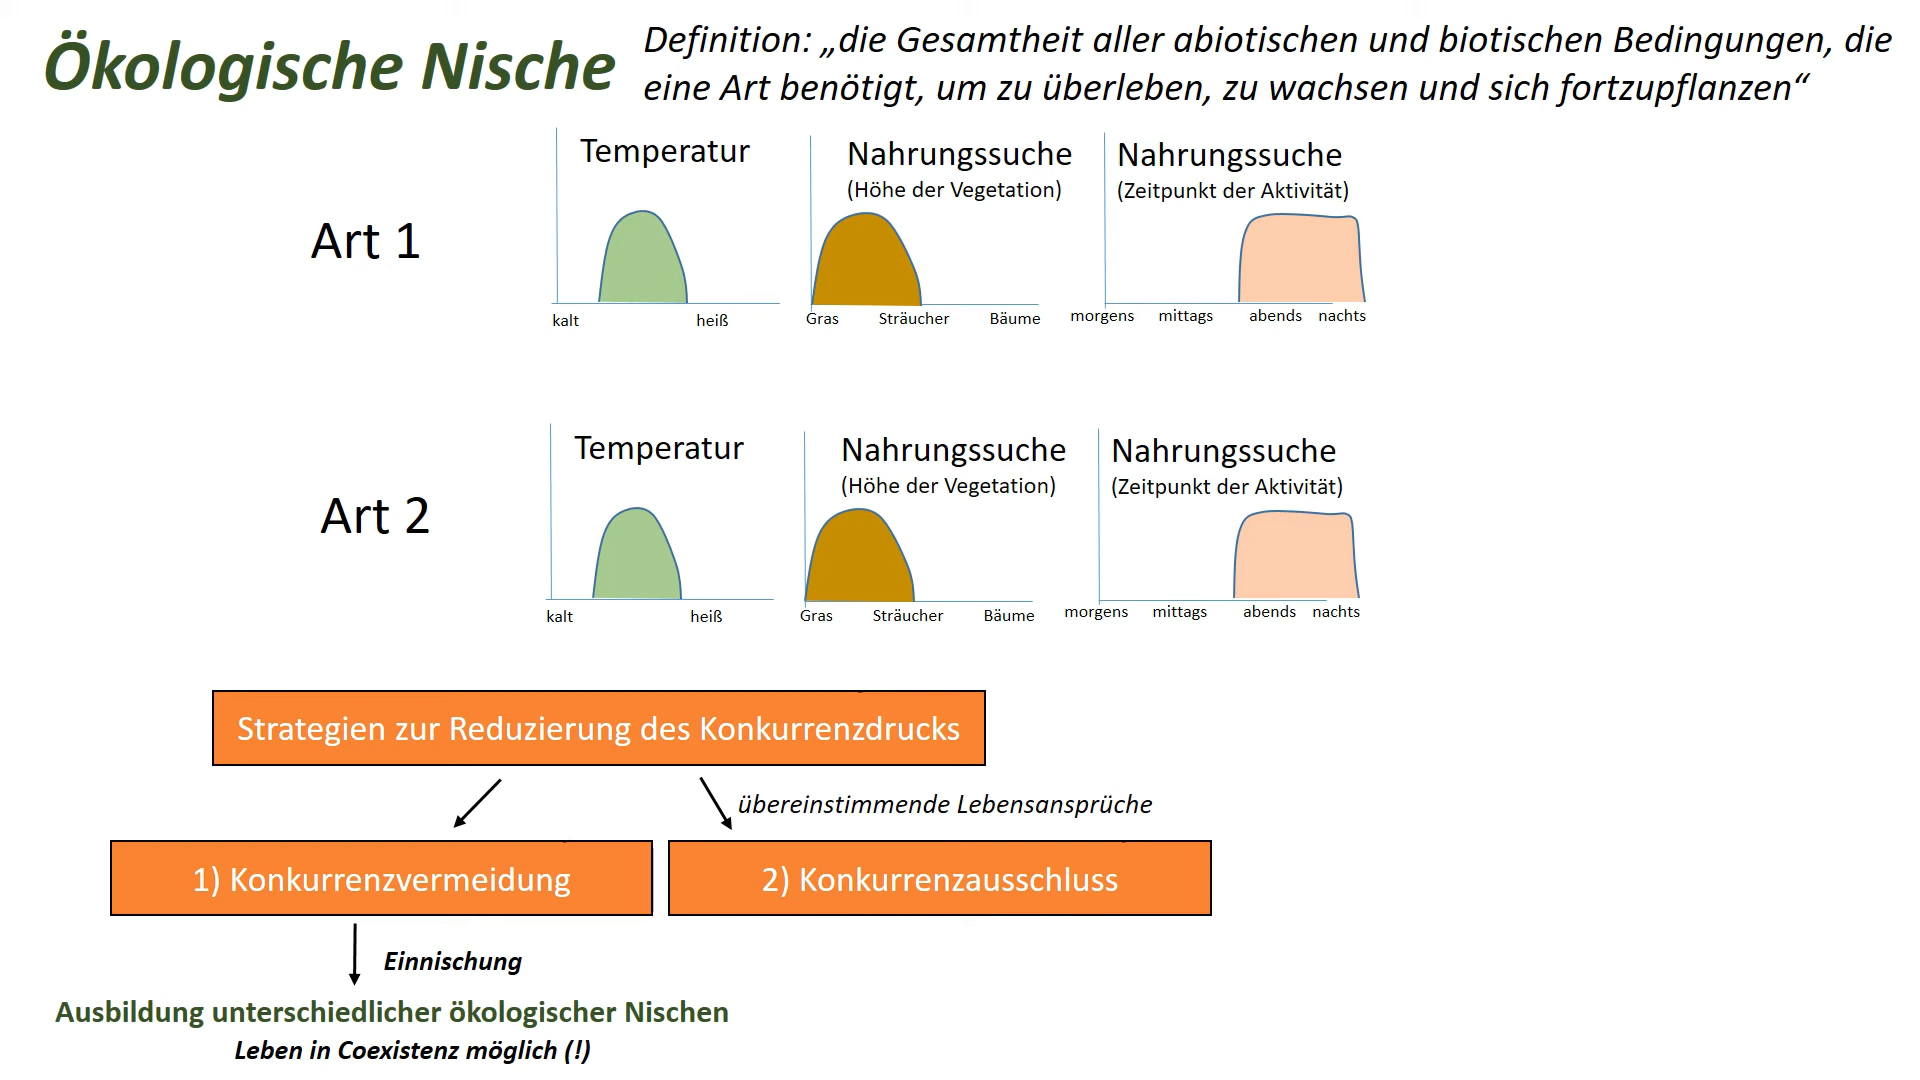 Ökologische Nische
Definition: „die Gesamtheit aller abiotischen und biotischen Bedingungen, die
eine Art benötigt, um zu überleben, zu wachsen und sich fortzupflanzen“
Art 1
Temperatur
kalt heiß
Nahrungssuche
(Höhe der Vegetation)
Gras Sträucher Bäume
Nahrungssuche
(Zeitpunkt der Aktivität)
morgens mittags abends nachts
Art 2
Temperatur
kalt heiß
Nahrungssuche
(Höhe der Vegetation)
Gras Sträucher Bäume
Nahrungssuche
(Zeitpunkt der Aktivität)
morgens mittags abends nachts
Strategien zur Reduzierung des Konkurrenzdrucks
übereinstimmende Lebensansprüche
1) Konkurrenzvermeidung
2) Konkurrenzausschluss
Einnischung
Ausbildung unterschiedlicher ökologischer Nischen
Leben in Coexistenz möglich (!)